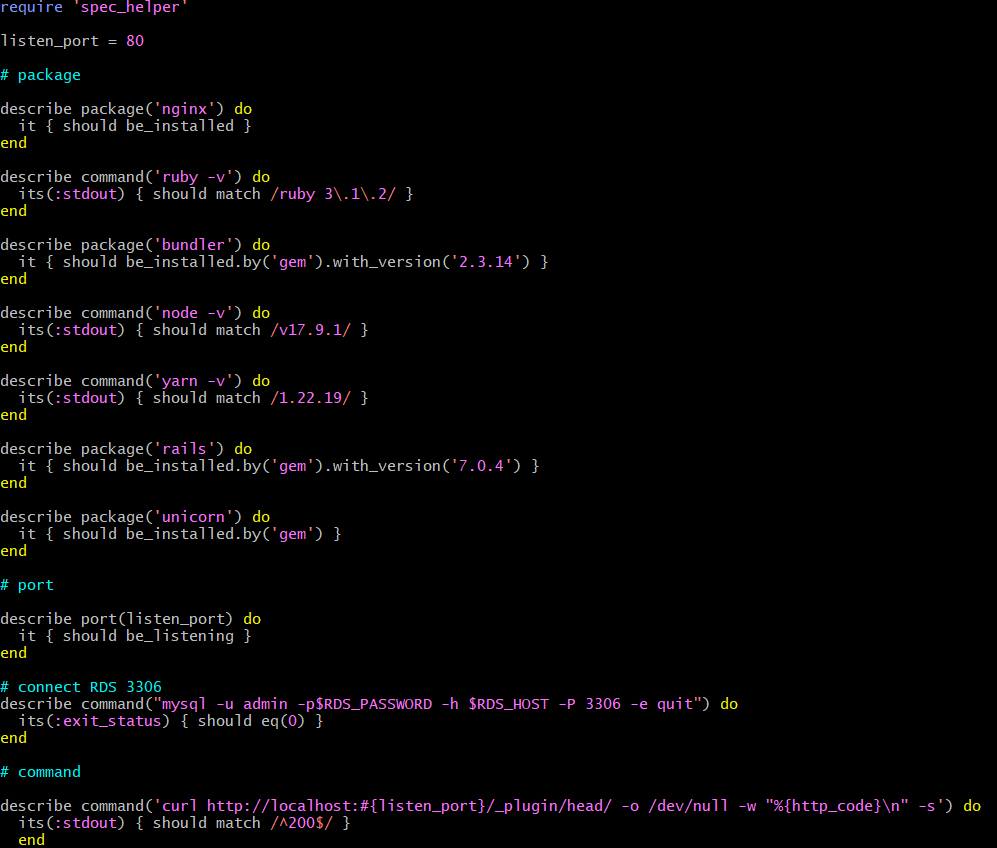 require 'spec_helper'

listen_port = 80

# package

describe package('nginx') do
  it { should be_installed }
end

describe command('ruby -v') do
  its(:stdout) { should match /ruby 3\.1\.2/ }
end

describe package('bundler') do
  it { should be_installed.by('gem').with_version('2.3.14') }
end

describe command('node -v') do
  its(:stdout) { should match /v17.9.1/ }
end

describe command('yarn -v') do
  its(:stdout) { should match /1.22.19/ }
end

describe package('rails') do
  it { should be_installed.by('gem').with_version('7.0.4') }
end

describe package('unicorn') do
  it { should be_installed.by('gem') }
end

# port

describe port(listen_port) do
  it { should be_listening }
end

# connect RDS 3306
describe command("mysql -u admin -p$RDS_PASSWORD -h $RDS_HOST -P 3306 -e quit") do
  its(:exit_status) { should eq(0) }
end

# command

describe command('curl http://localhost:#{listen_port}/_plugin/head/ -o /dev/null -w "%{http_code}\n" -s') do
  its(:stdout) { should match /^200$/ }
  end